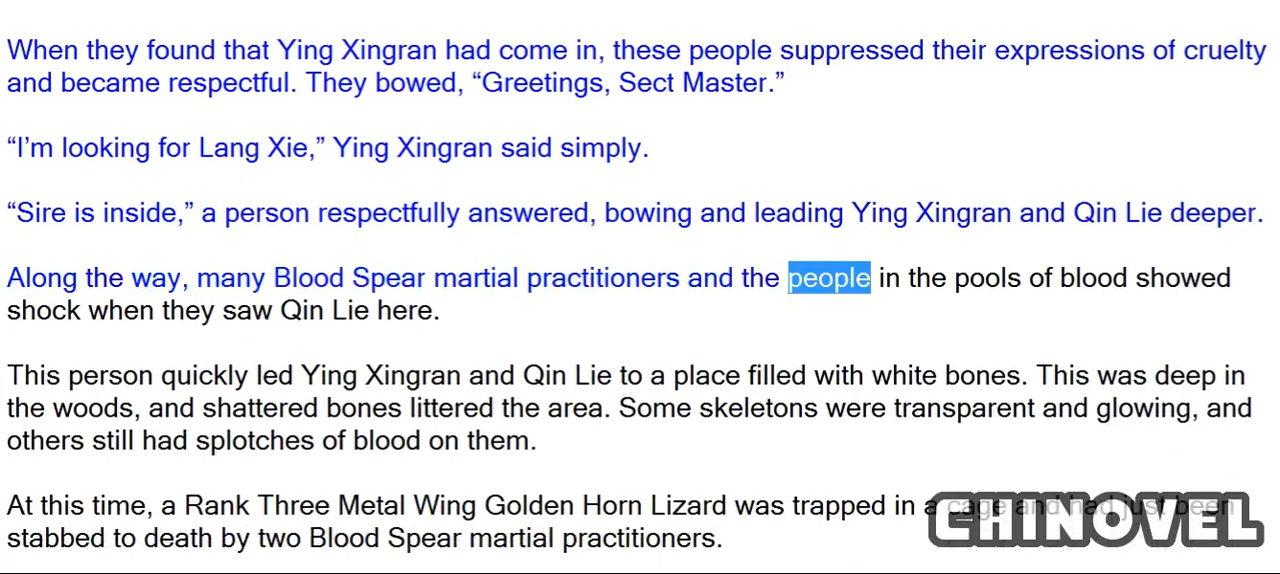 When they found that Ying Xingran had come in, these people suppressed their expressions of cruelty
and became respectful. They bowed, “Greetings, Sect Master.”
“I’m looking for Lang Xie,” Ying Xingran said simply.
“Sire is inside,” a person respectfully answered, bowing and leading Ying Xingran and Qin Lie deeper.
Along the way, many Blood Spear martial practitioners and the people in the pools of blood showed
shock when they saw Qin Lie here.
This person quickly led Ying Xingran and Qin Lie to a place filled with white bones. This was deep in
the woods, and shattered bones littered the area. Some skeletons were transparent and glowing, and
others still had splotches of blood on them.
At this time, a Rank Three Metal Wing Golden Horn Lizard was trapped in a cage and had just been
stabbed to death by two Blood Spear martial practitioners.
CHINOVEL